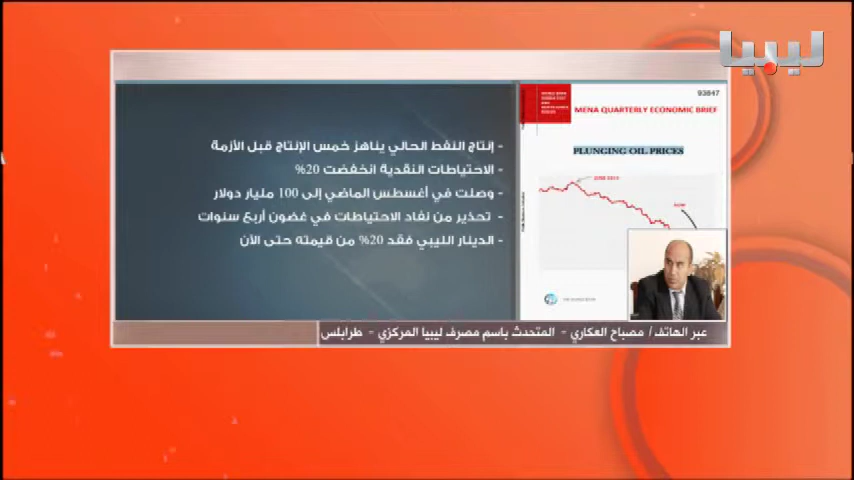 ليبيا
- إنتاج النفط الحالي يناهز خمس الإنتاج قبل الأزمة
- الاحتياطات النقدية انخفضت 20%
- وصلت في أغسطس الماضي إلى 100 مليار دولار
- تحذير من نفاد الاحتياطات في غضون أربع سنوات
- الدينار الليبي فقد 20% من قيمته حتى الآن
93847
MENA QUARTERLY ECONOMIC BRIEF
PLUNGING OIL PRICES
عبر الهاتف / مصباح العكاري - المتحدث باسم مصرف ليبيا المركزي - طرابلس